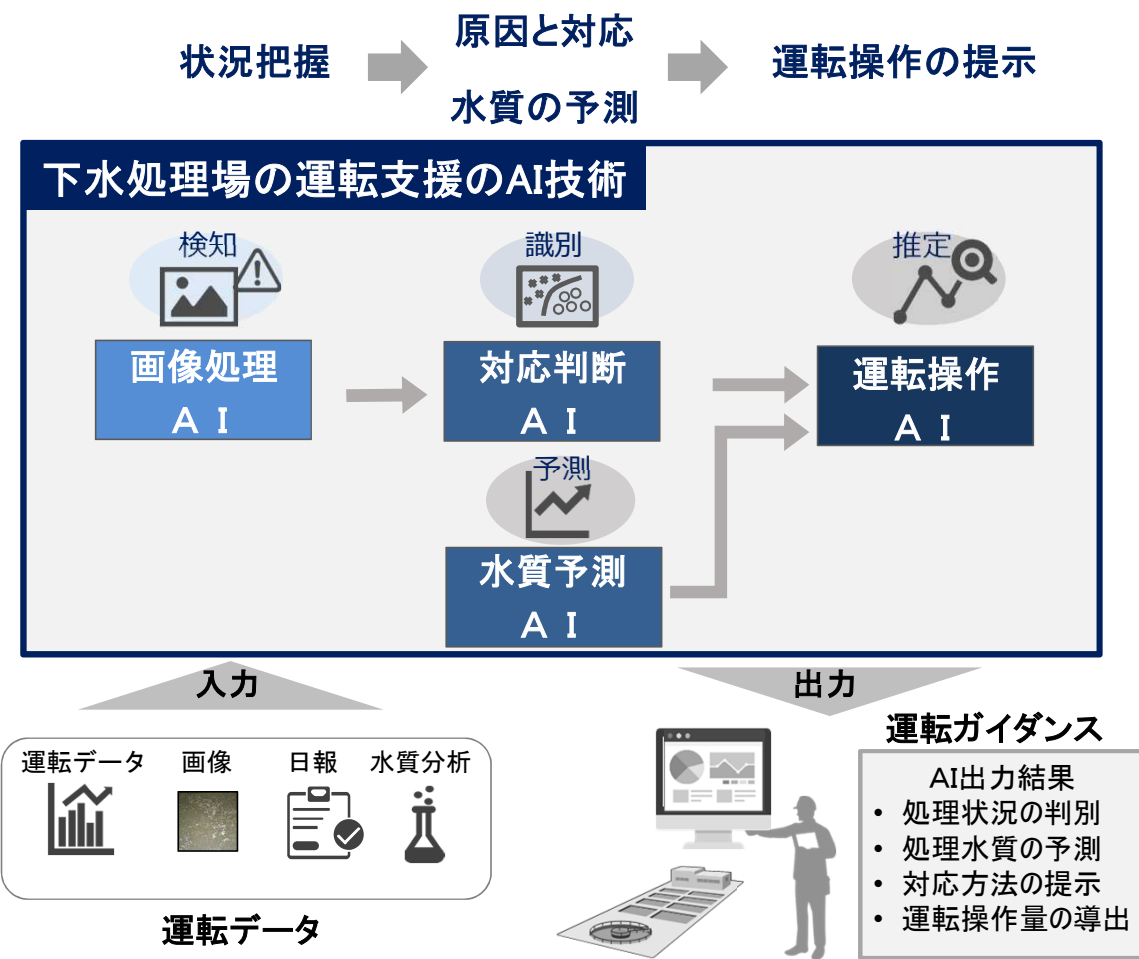 状況把握
原因と対応
水質の予測
運転操作の提示
下水処理場の運転支援のAI技術
検知
画像処理
ＡＩ
識別
対応判断
ＡＩ
推定
運転操作
ＡＩ
予測
水質予測
ＡＩ
入力
出力
運転データ
画像
日報
水質分析
運転データ
運転ガイダンス
AI出力結果
• 処理状況の判別
• 処理水質の予測
• 対応方法の提示
• 運転操作量の導出